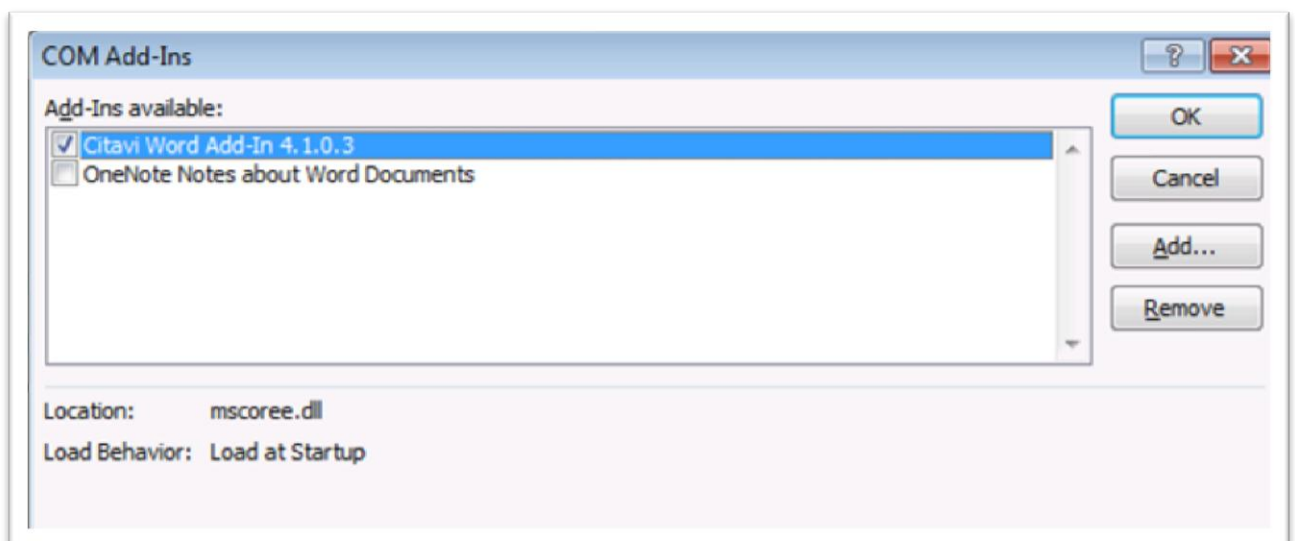 COM Add-Ins
?
Add-Ins available:
OK
Citavi Word Add-In 4.1.0.3
OneNote Notes about Word Documents
Cancel
Add...
Remove
Location: mscoree.dll
Load Behavior: Load at Startup